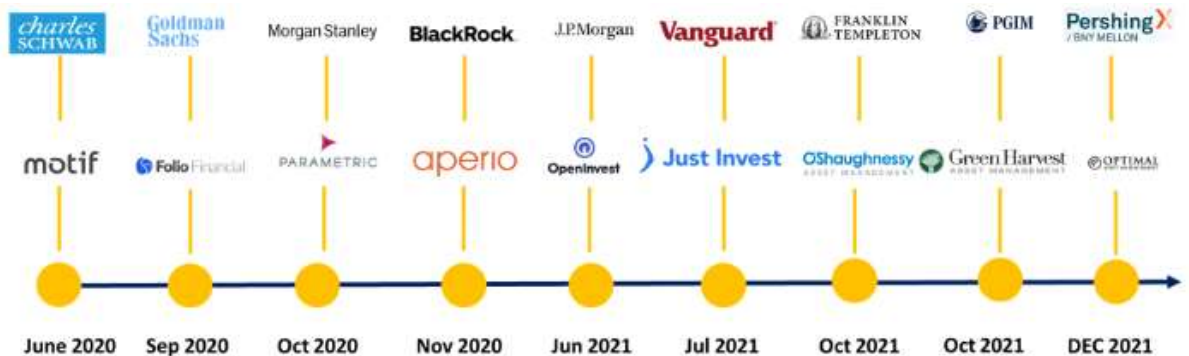 charles
SCHWAB
Goldman
Sachs
Morgan Stanley
BlackRock
J.P.Morgan
Vanguard
FRANKLIN
TEMPLETON
PGIM
PershingX
/ BNY MELLON
motif
Folio Financial
PARAMETRIC
aperio
OpenInvest
Just Invest
OShaughnessy
ASSET MANAGEMENT
Green Harvest
ASSET MANAGEMENT
OPTIMAL
June 2020
Sep 2020
Oct 2020
Nov 2020
Jun 2021
Jul 2021
Oct 2021
Oct 2021
DEC 2021